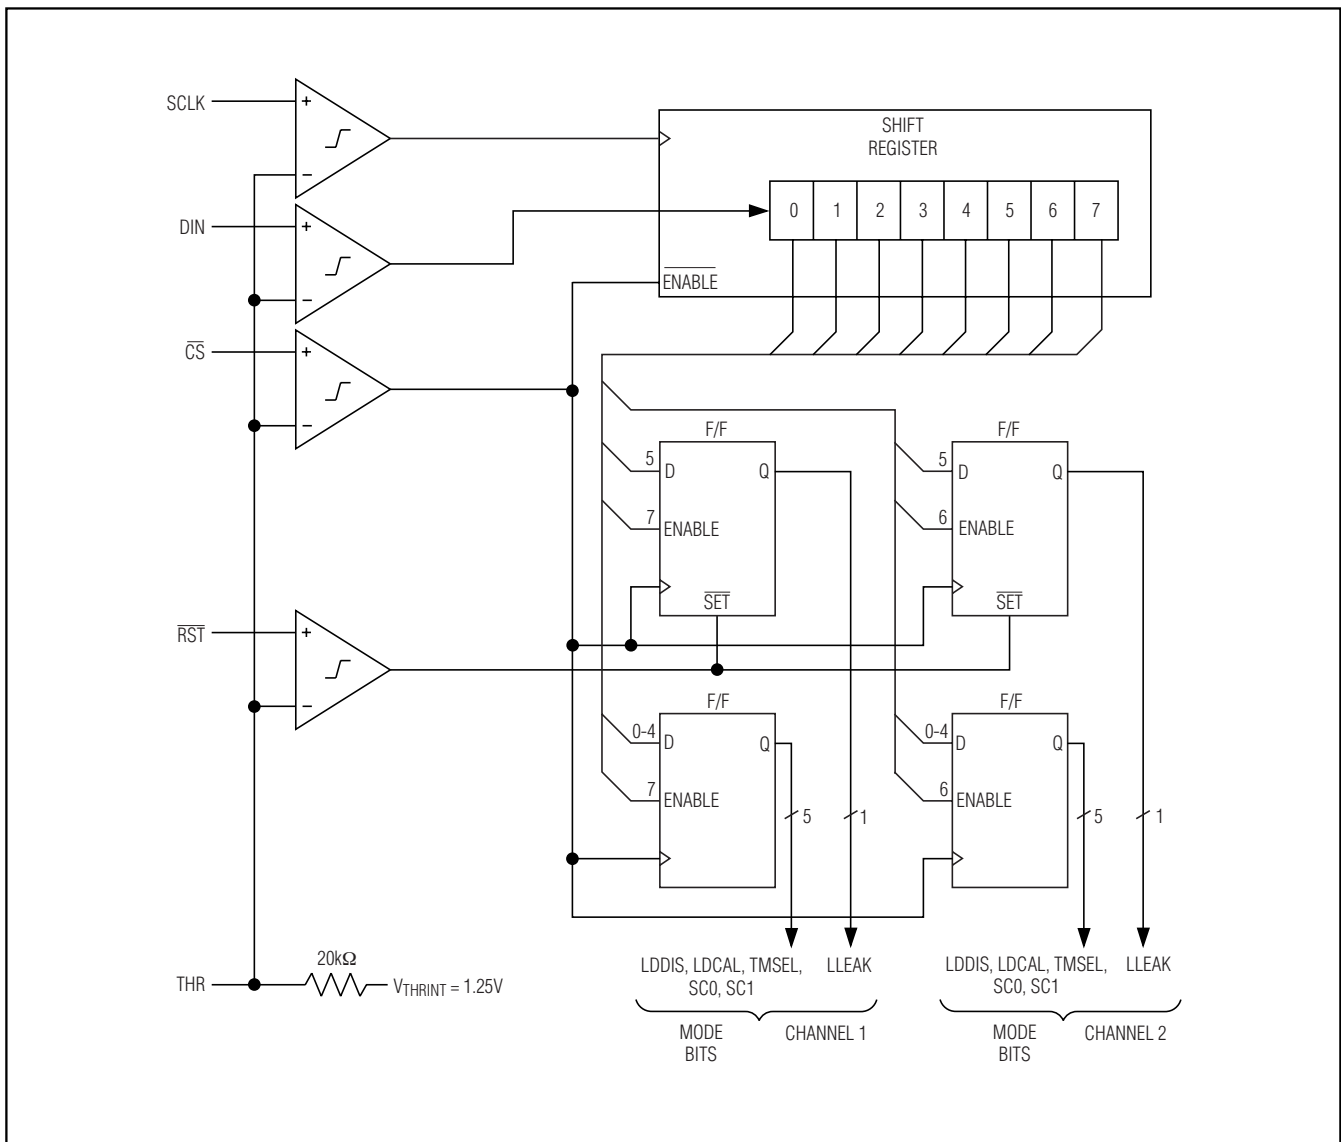 SCLK
+
−
SHIFT
REGISTER
0 1 2 3 4 5 6 7
DIN
+
−
ENABLE
CS
+
−
F/F
5
D
Q
7
ENABLE
SET
F/F
5
D
Q
6
ENABLE
SET
RST
+
−
F/F
0-4
D
Q
7
ENABLE
5
1
F/F
0-4
D
Q
6
ENABLE
5
1
THR
20kΩ
VTHRINT = 1.25V
LDDIS, LDCAL, TMSEL,
SC0, SC1
LLEAK
MODE
BITS
CHANNEL 1
LDDIS, LDCAL, TMSEL,
SC0, SC1
LLEAK
MODE
BITS
CHANNEL 2